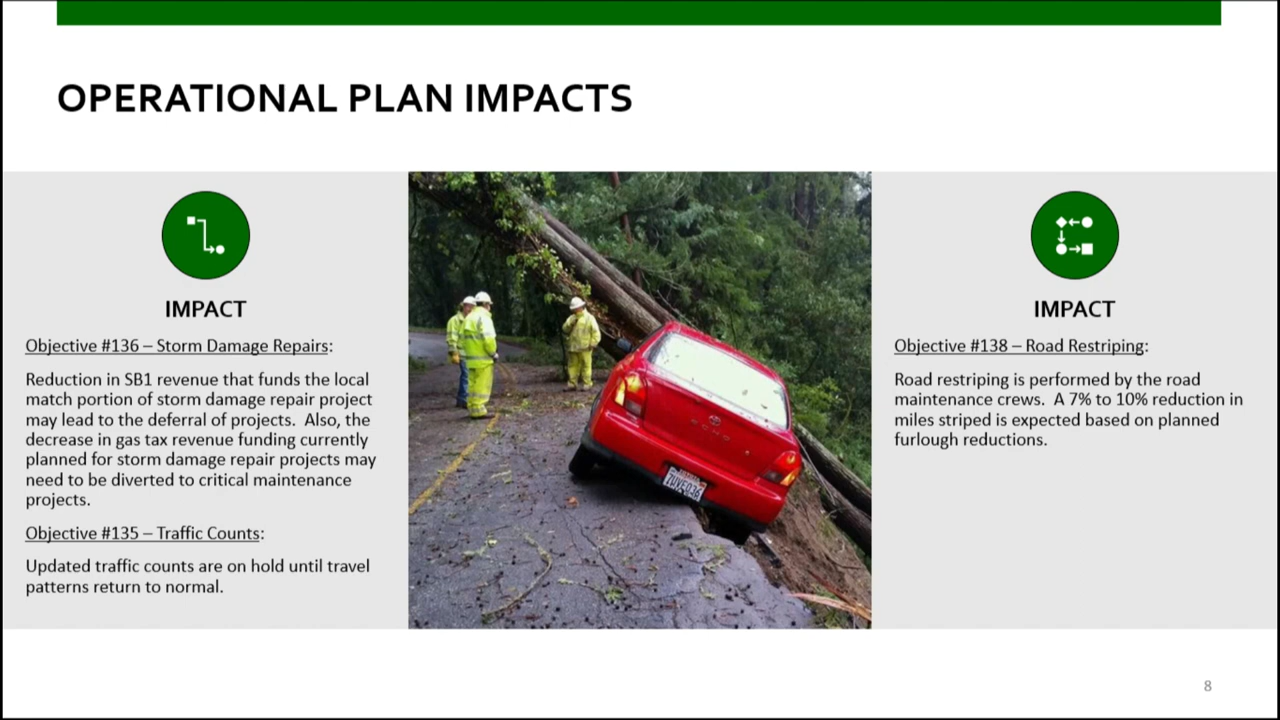 OPERATIONAL PLAN IMPACTS
IMPACT
Objective #136 – Storm Damage Repairs:
Reduction in SB1 revenue that funds the local
match portion of storm damage repair project
may lead to the deferral of projects.  Also, the
decrease in gas tax revenue funding currently
planned for storm damage repair projects may
need to be diverted to critical maintenance
projects.
Objective #135 – Traffic Counts:
Updated traffic counts are on hold until travel
patterns return to normal.
IMPACT
Objective #138 – Road Restriping:
Road restriping is performed by the road
maintenance crews.  A 7% to 10% reduction in
miles striped is expected based on planned
furlough reductions.
8